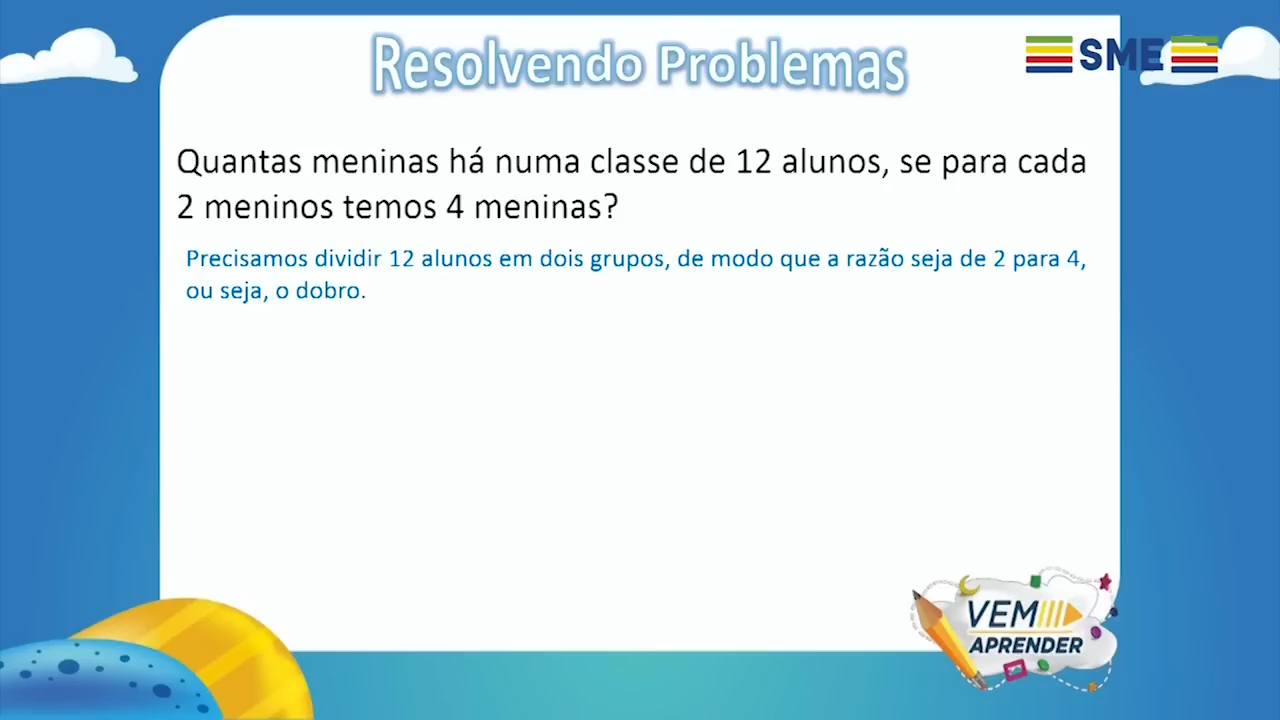 Resolvendo Problemas
SME
Quantas meninas há numa classe de 12 alunos, se para cada
2 meninos temos 4 meninas?
Precisamos dividir 12 alunos em dois grupos, de modo que a razão seja de 2 para 4,
ou seja, o dobro.
VEM
APRENDER